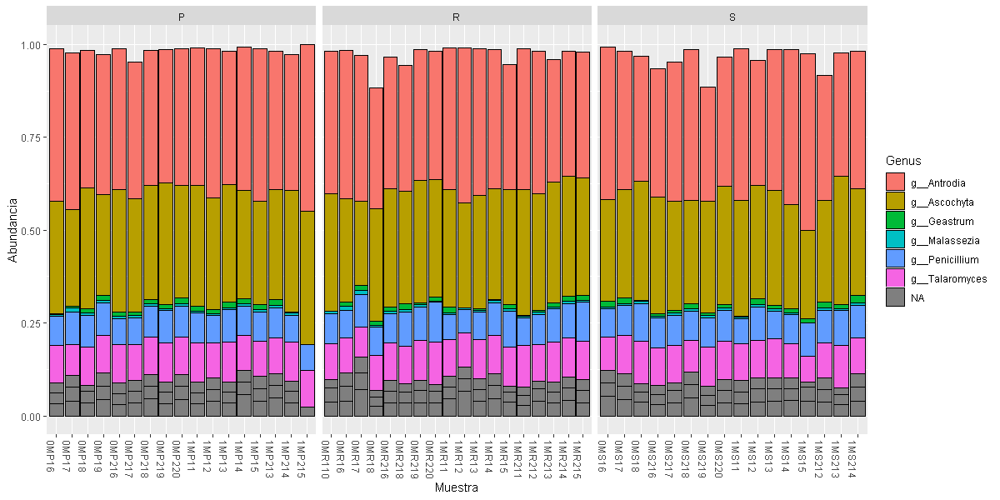 P
R
S
1.00
0.75
0.50
0.25
0.00
Abundancia
0MP16
0MP17
0MP18
0MP19
0MP216
0MP217
0MP218
0MP219
0MP220
1MP11
1MP12
1MP13
1MP14
1MP15
1MP213
1MP214
1MP215
0MR110
0MR16
0MR17
0MR18
0MR216
0MR218
0MR219
0MR220
1MR11
1MR12
1MR13
1MR14
1MR15
1MR211
1MR212
1MR213
1MR214
1MR215
0MS16
0MS17
0MS18
0MS216
0MS217
0MS218
0MS219
0MS220
1MS11
1MS12
1MS13
1MS14
1MS15
1MS212
1MS213
1MS214
Muestra
Genus
g__Antrodia
g__Ascochyta
g__Geastrum
g__Malassezia
g__Penicillium
g__Talaromyces
NA